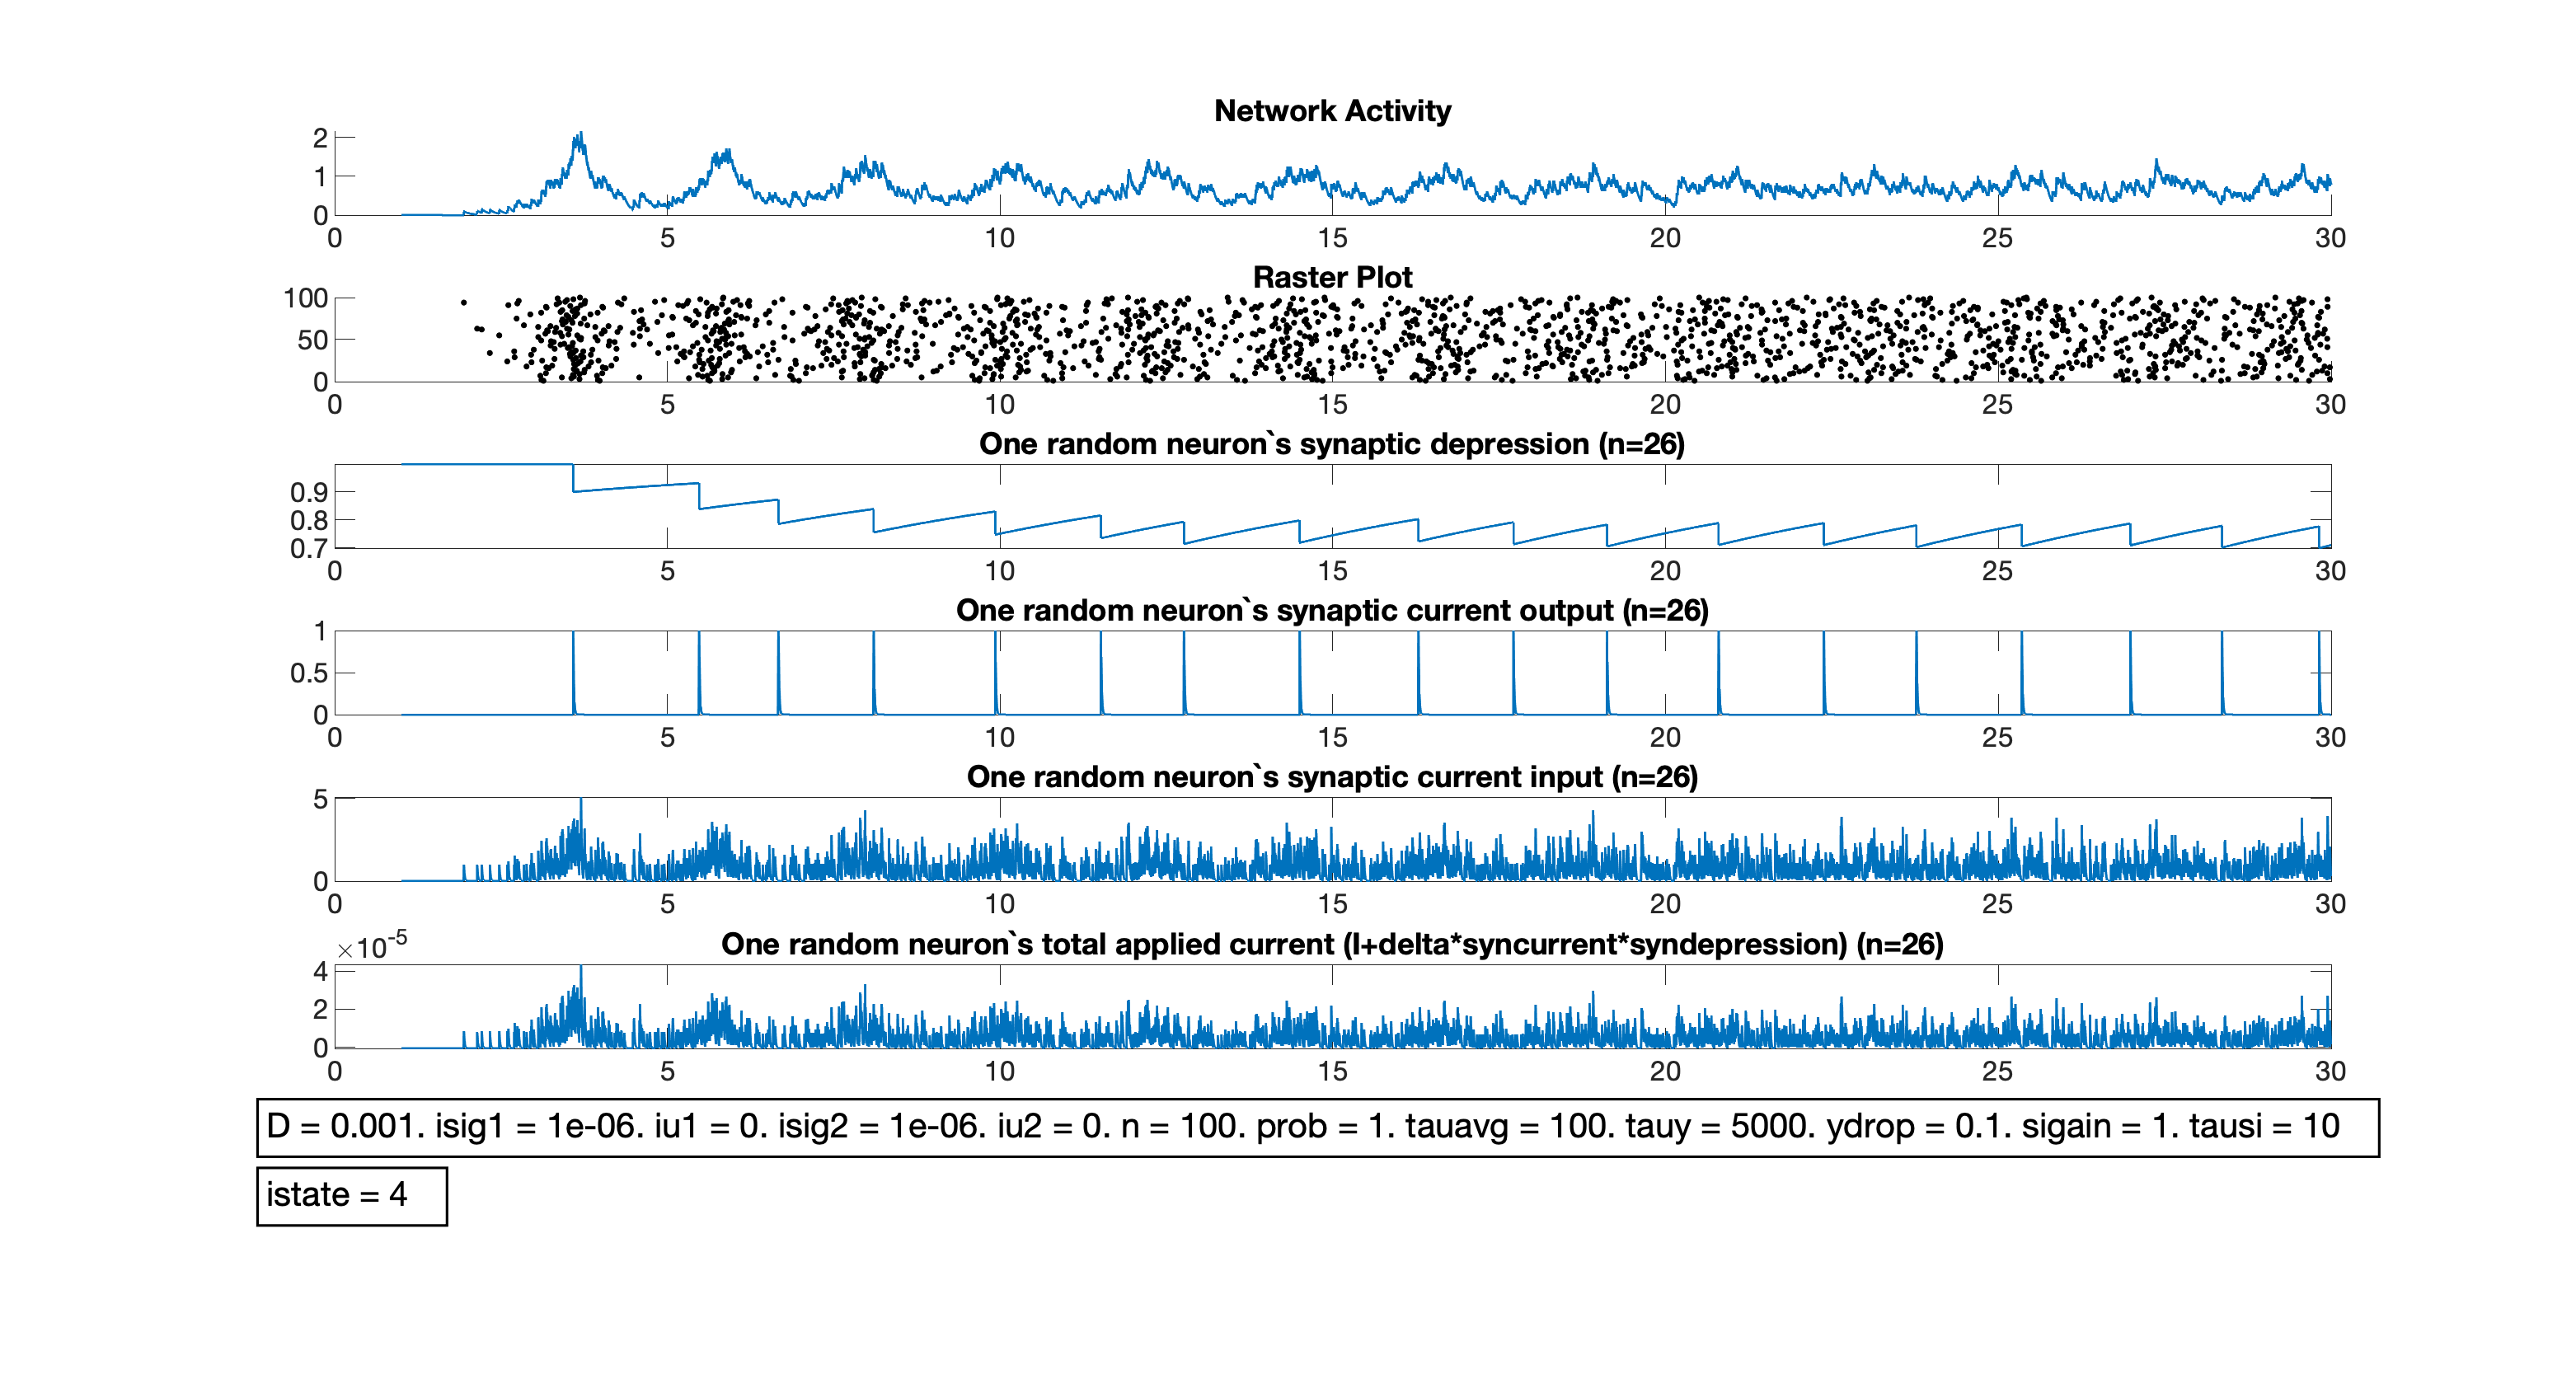 Network Activity
2
1
0
0 5 10 15 20 25 30
Raster Plot
100
50
0
0 5 10 15 20 25 30
One random neuron`s synaptic depression (n=26)
0.9
0.8
0.7
0 5 10 15 20 25 30
One random neuron`s synaptic current output (n=26)
1
0.5
0
0 5 10 15 20 25 30
One random neuron`s synaptic current input (n=26)
5
0
0 5 10 15 20 25 30
×10-5
One random neuron`s total applied current (I+delta*syncurrent*syndepression) (n=26)
4
2
0
0 5 10 15 20 25 30
D = 0.001. isig1 = 1e-06. iu1 = 0. isig2 = 1e-06. iu2 = 0. n = 100. prob = 1. tauavg = 100. tauy = 5000. ydrop = 0.1. sigain = 1. tausi = 10
istate = 4